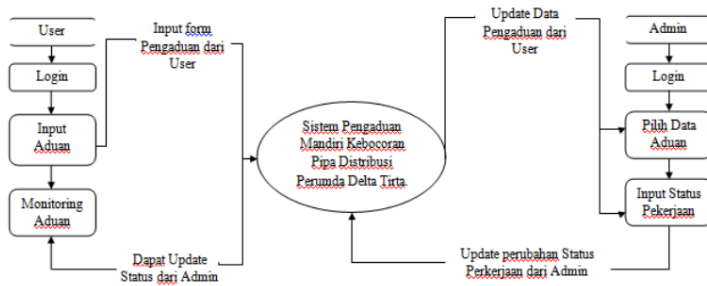 User
Login
Input
Aduan
Monitoring
Aduan
Input form
Pengaduan dari
User
Dapat Update
Status dari Admin
Sistem Pengaduan
Mandiri Kebocoran
Pipa Distribusi
Perumda Delta Tirta.
Update Data
Pengaduan dari
User
Update perubahan Status
Perkerjaan dari Admin
Admin
Login
Pilih Data
Aduan
Input Status
Pekerjaan